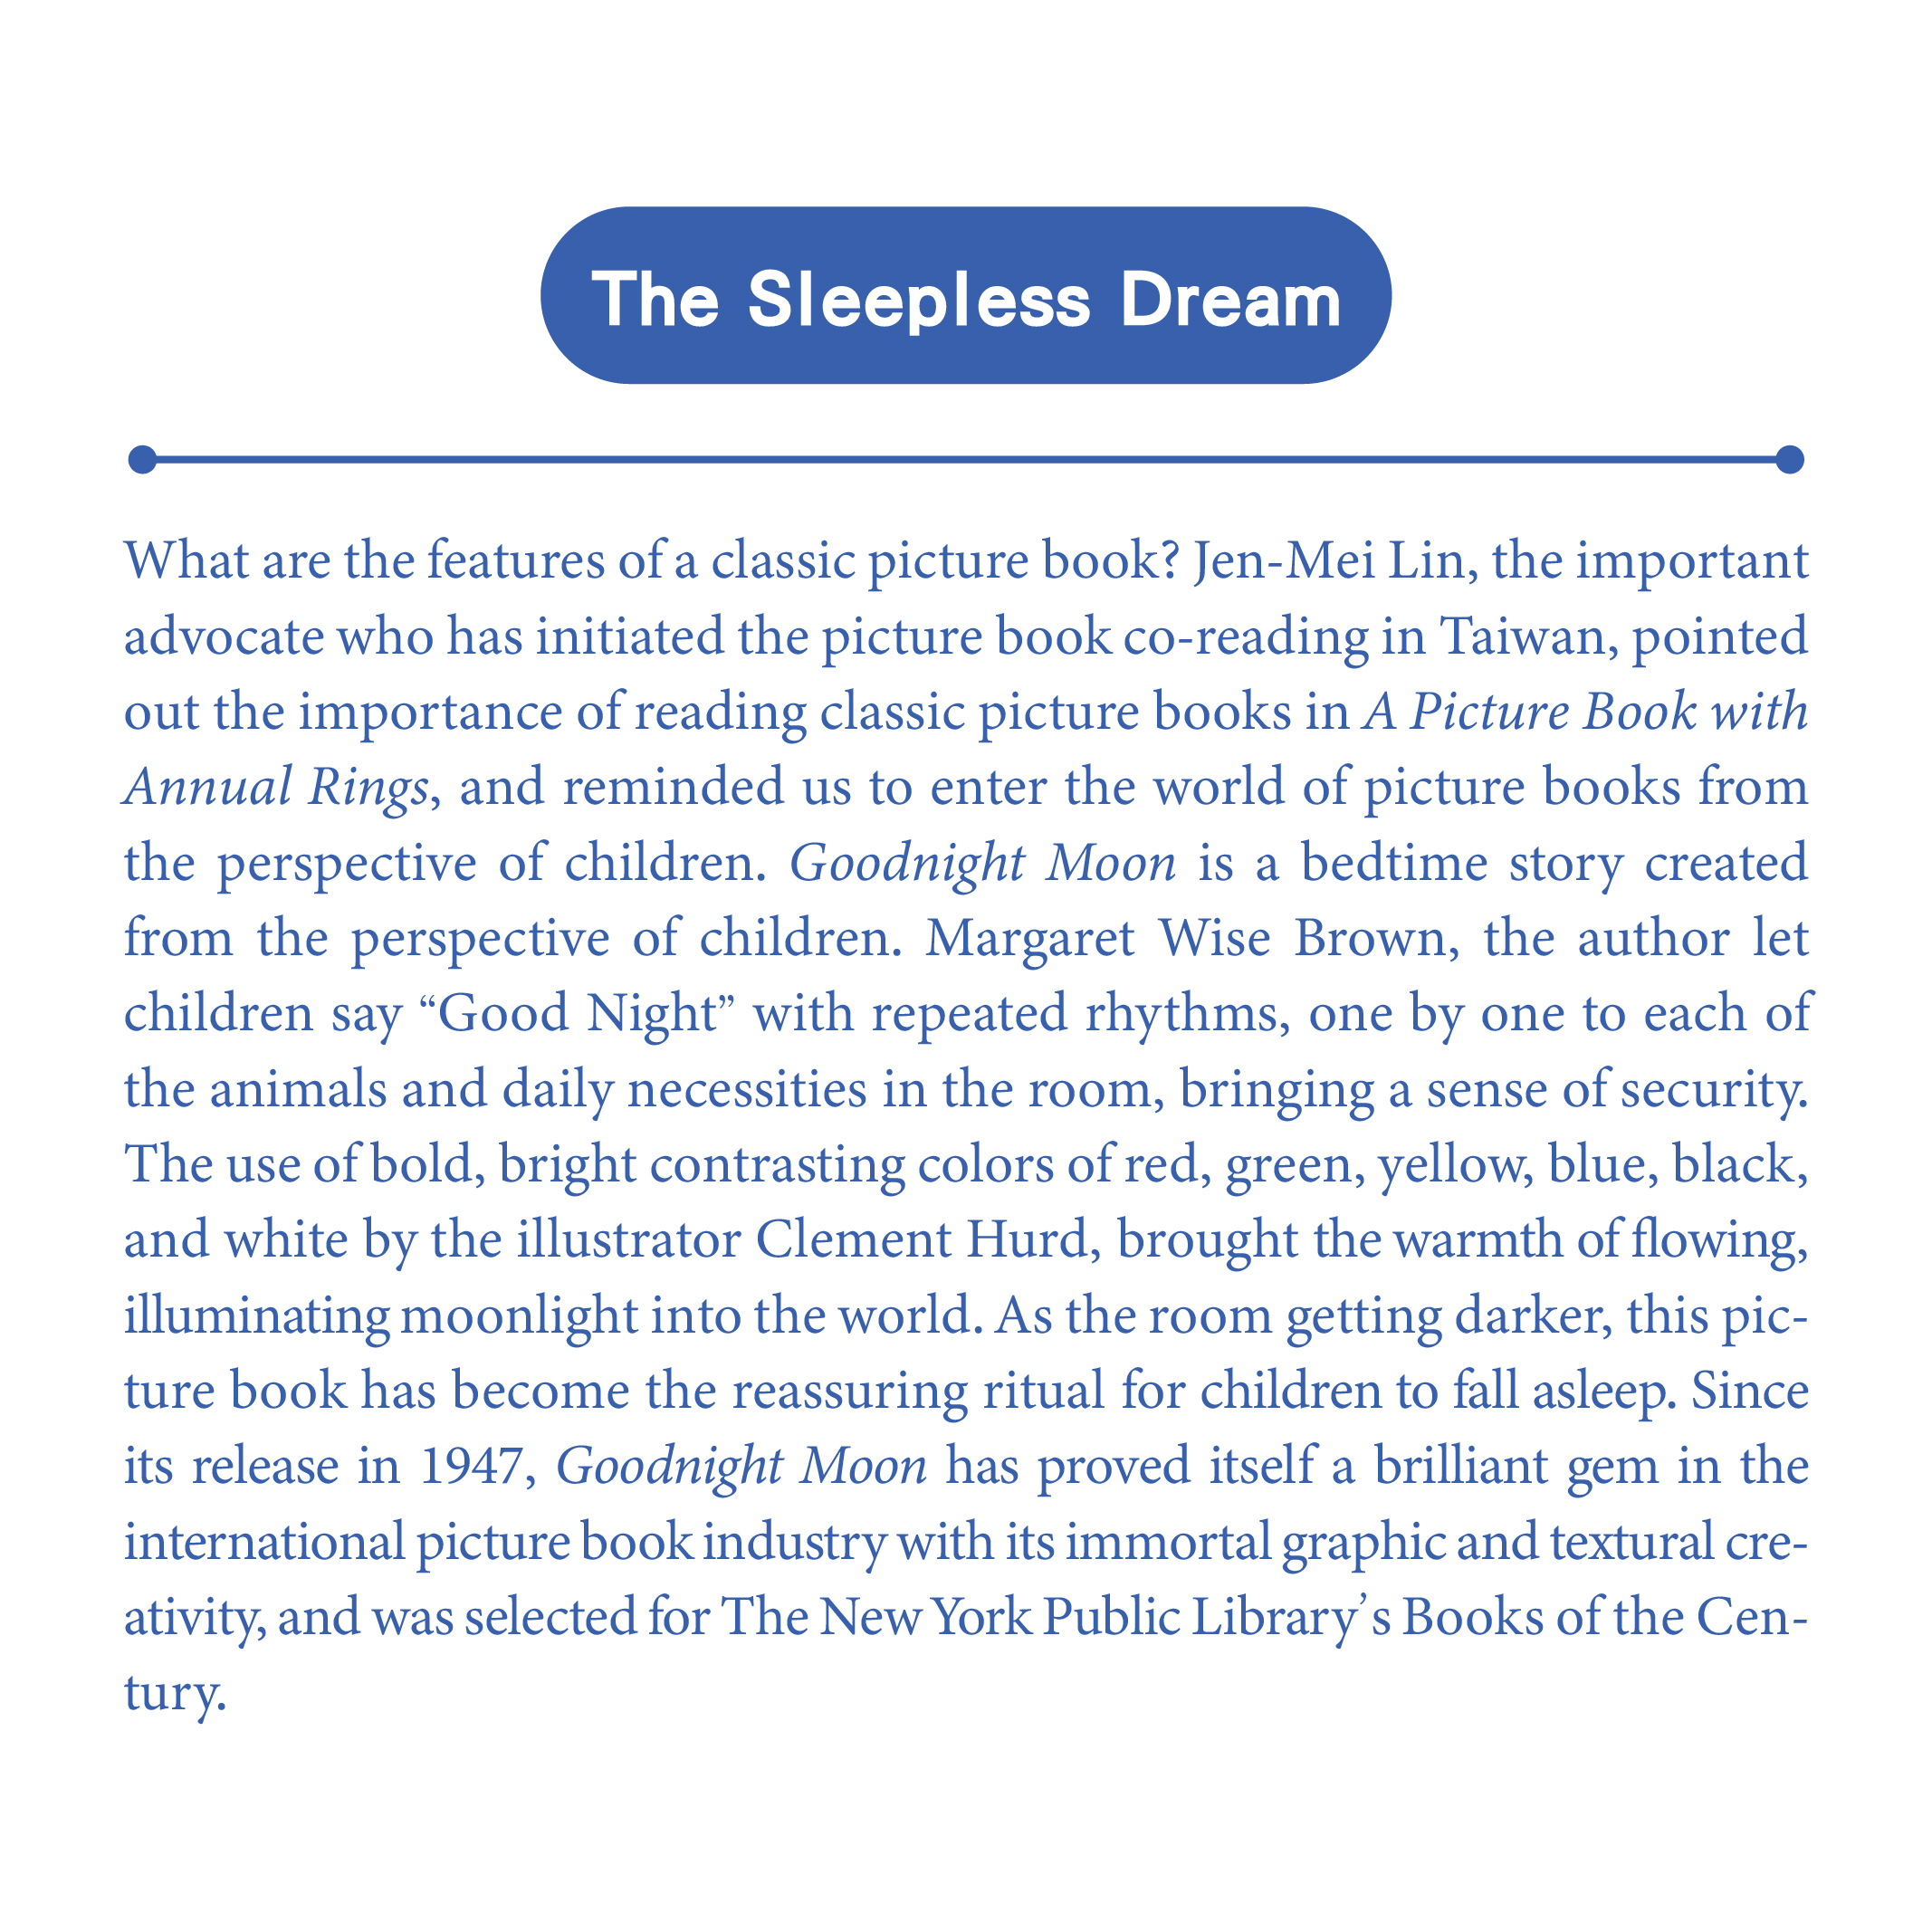 The Sleepless Dream
What are the features of a classic picture book? Jen-Mei Lin, the important
advocate who has initiated the picture book co-reading in Taiwan, pointed
out the importance of reading classic picture books in A Picture Book with
Annual Rings, and reminded us to enter the world of picture books from
the perspective of children. Goodnight Moon is a bedtime story created
from the perspective of children. Margaret Wise Brown, the author let
children say “Good Night” with repeated rhythms, one by one to each of
the animals and daily necessities in the room, bringing a sense of security.
The use of bold, bright contrasting colors of red, green, yellow, blue, black,
and white by the illustrator Clement Hurd, brought the warmth of flowing,
illuminating moonlight into the world. As the room getting darker, this pic-
ture book has become the reassuring ritual for children to fall asleep. Since
its release in 1947, Goodnight Moon has proved itself a brilliant gem in the
international picture book industry with its immortal graphic and textural cre-
ativity, and was selected for The New York Public Library’s Books of the Cen-
tury.